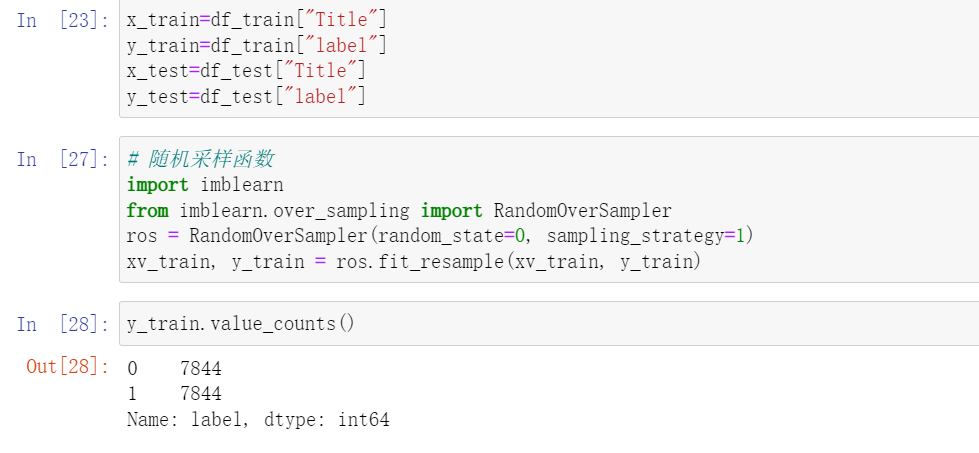 In [23]: x_train=df_train["Title"]
y_train=df_train["label"]
x_test=df_test["Title"]
y_test=df_test["label"]
In [27]: # 随机采样函数
import imblearn
from imblearn.over_sampling import RandomOverSampler
ros = RandomOverSampler(random_state=0, sampling_strategy=1)
xv_train, y_train = ros.fit_resample(xv_train, y_train)
In [28]: y_train.value_counts()
Out[28]: 0    7844
1    7844
Name: label, dtype: int64